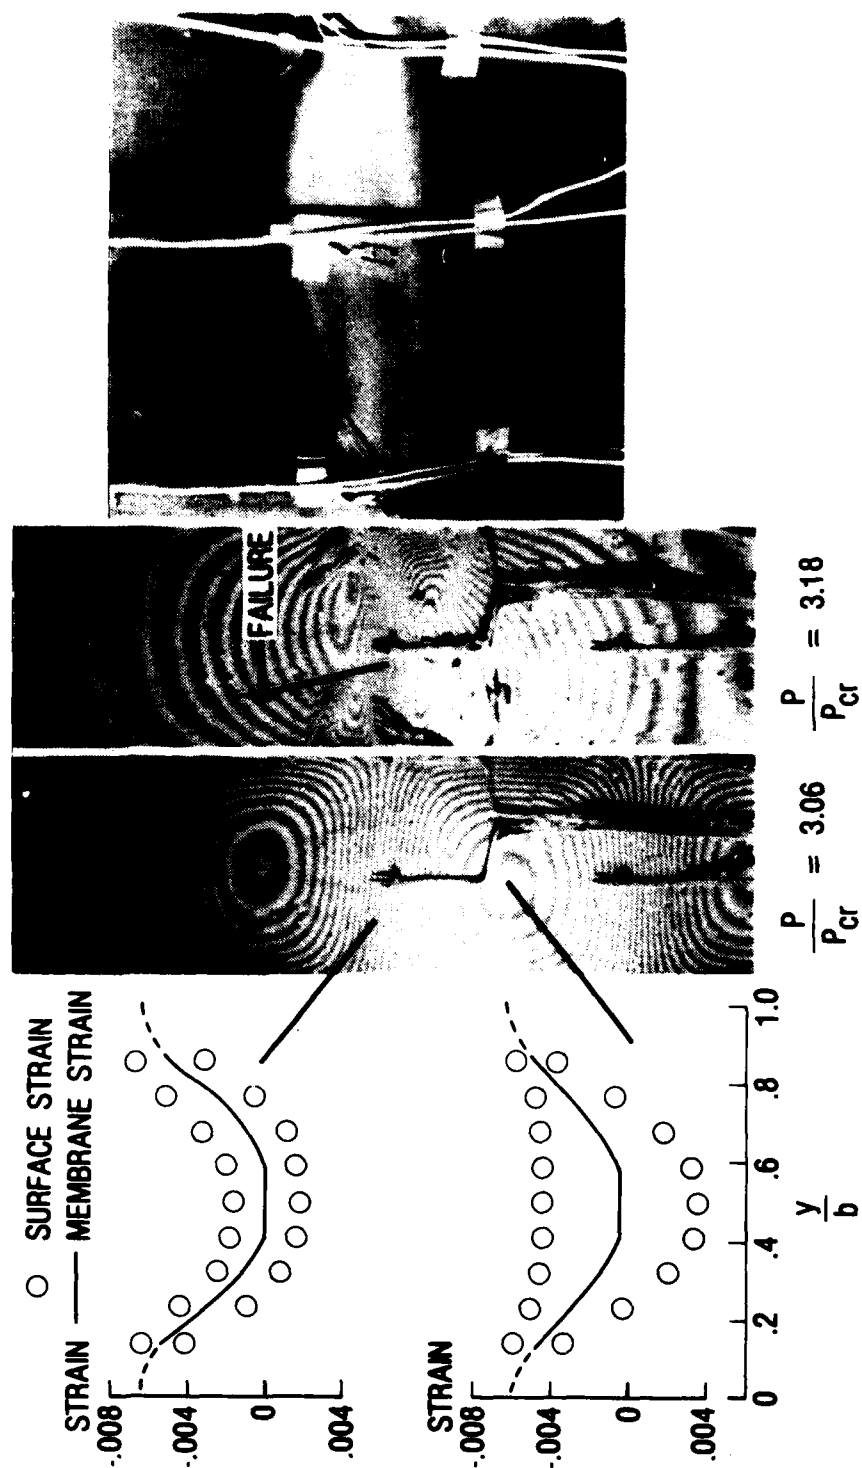 ○ SURFACE STRAIN
— MEMBRANE STRAIN
STRAIN
-.008
-.004
0
.004
STRAIN
-.008
-.004
0
.004
0 .2 .4 .6 .8 1.0
y
b
P
Pcr = 3.06
FAILURE
P
Pcr = 3.18